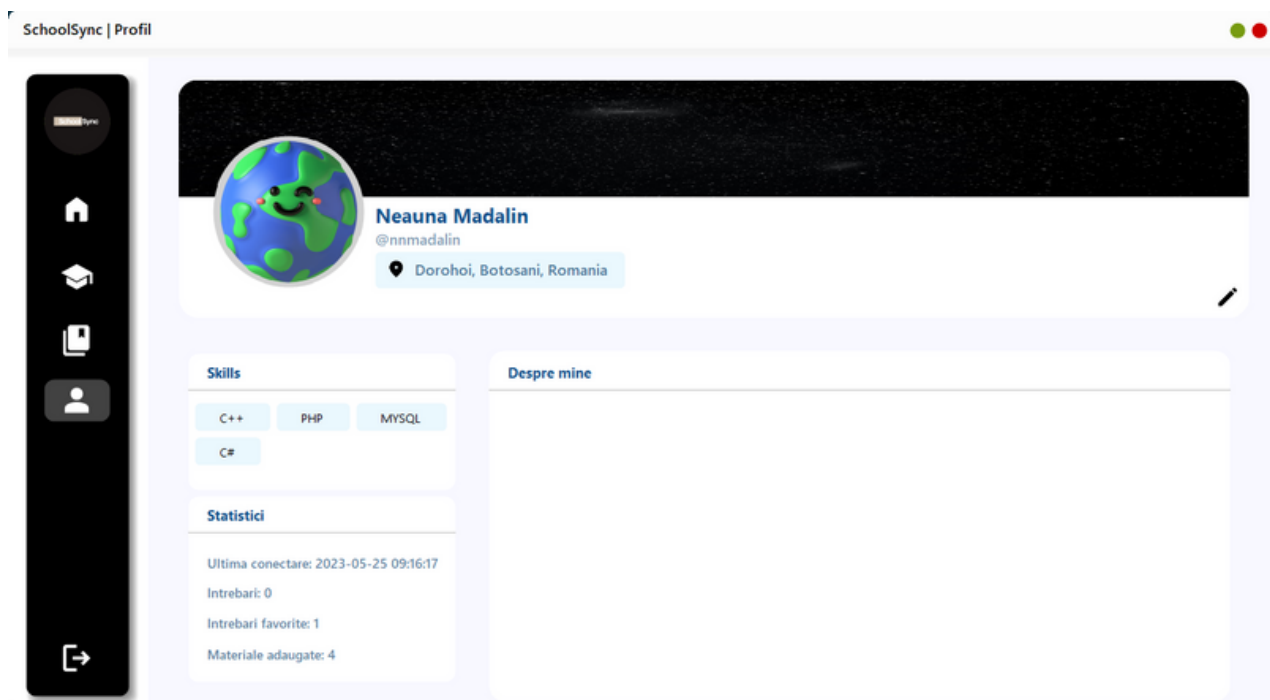 SchoolSync | Profil
SchoolSync
Neauna Madalin
@nnmadalin
Dorohoi, Botosani, Romania
Skills
C++ PHP MYSQL
C#
Statistici
Ultima conectare: 2023-05-25 09:16:17
Intrebari: 0
Intrebari favorite: 1
Materiale adaugate: 4
Despre mine